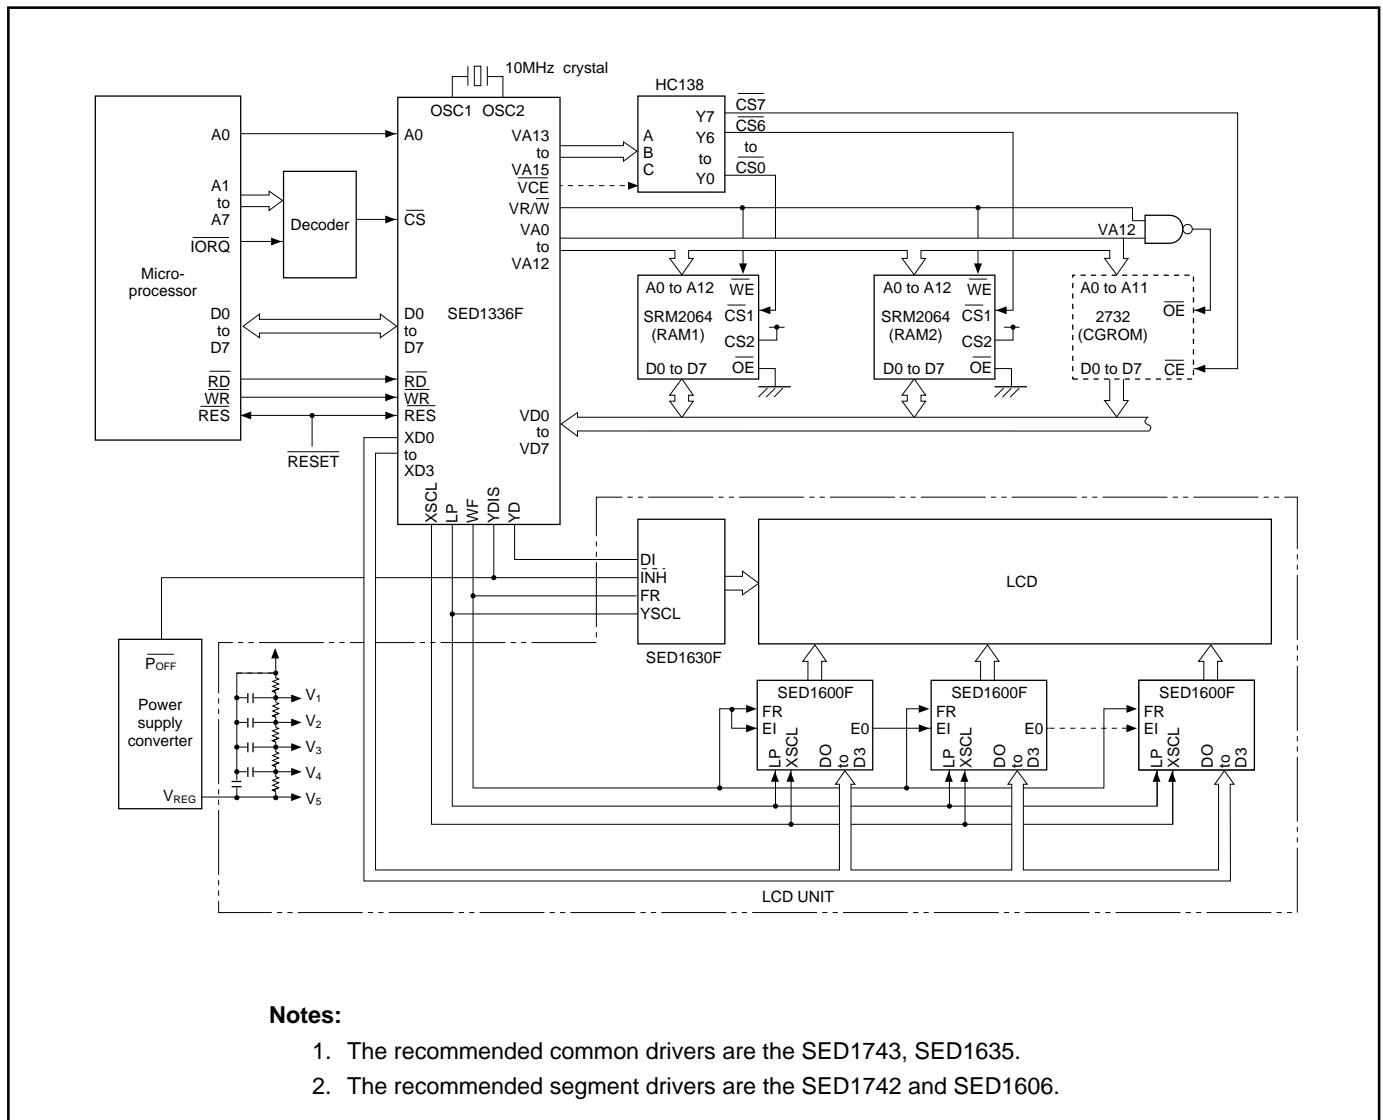 10MHz crystal
OSC1 OSC2
HC138
Microprocessor
A0
A1
to
A7
IORQ
Micro-
processor
D0
to
D7
RD
WR
RES
Decoder
RESET
A0
CS
SED1336F
D0
to
D7
RD
WR
RES
XD0
to
XD3
VA13
to
VA15
VCE
VR/W
VA0
to
VA12
VD0
to
VD7
XSCL
LP
WF
YDIS
YD
A
B
C
Y7
Y6
to
Y0
CS7
CS6
to
CS0
VA12
A0 to A12
WE
SRM2064
(RAM1)
CS1
CS2
D0 to D7
OE
A0 to A12
WE
SRM2064
(RAM2)
CS1
CS2
D0 to D7
OE
A0 to A11
OE
2732
(CGROM)
D0 to D7
CE
DI
INH
FR
YSCL
SED1630F
LCD
POFF
Power
supply
converter
VREG
V1
V2
V3
V4
V5
SED1600F
FR
EI
E0
LP
XSCL
DO
to
D3
SED1600F
FR
EI
E0
LP
XSCL
DO
to
D3
SED1600F
FR
EI
LP
XSCL
DO
to
D3
LCD UNIT
Notes:
1. The recommended common drivers are the SED1743, SED1635.
2. The recommended segment drivers are the SED1742 and SED1606.